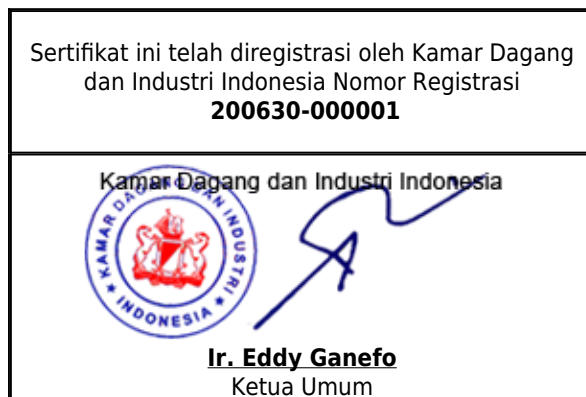 Sertifikat ini telah diregistrasi oleh Kamar Dagang
dan Industri Indonesia Nomor Registrasi
200630-000001
Kamar Dagang dan Industri Indonesia
KAMAR DAGANG DAN INDUSTRI
INDONESIA
Ir. Eddy Ganefo
Ketua Umum